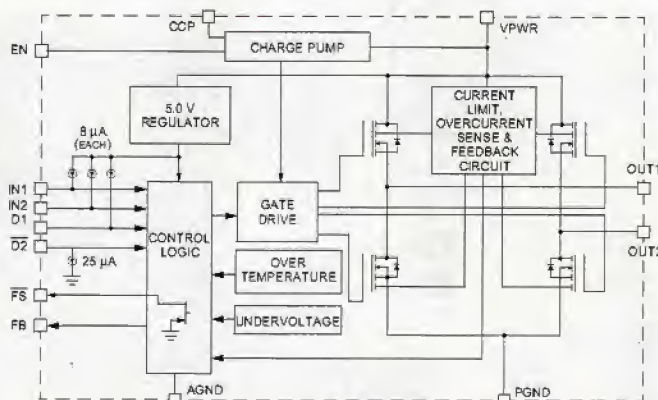 CCP
VPWR
EN
CHARGE PUMP
5.0 V
REGULATOR
CURRENT
LIMIT,
OVERCURRENT
SENSE &
FEEDBACK
CIRCUIT
8 µA
(EACH)
OUT1
IN1
IN2
D1
D2
GATE
DRIVE
CONTROL
LOGIC
OUT2
25 µA
OVER
TEMPERATURE
FS
UNDERVOLTAGE
FB
AGND
PGND